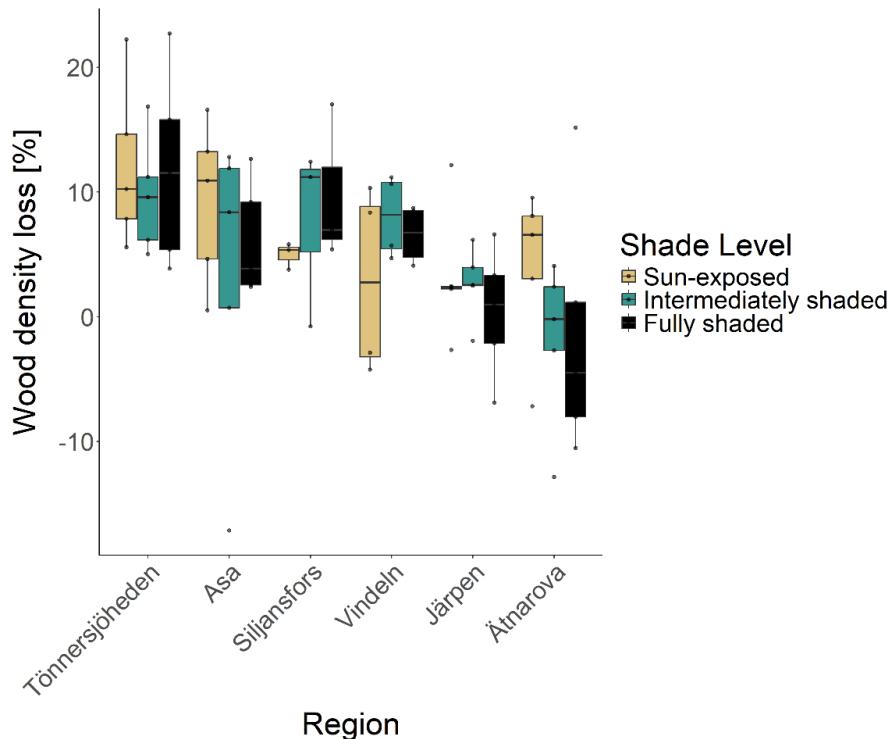 Wood density loss [%]
20
10
0
-10
Tönnersjöheden
Asa
Siljansfors
Vindeln
Järpen
Ätnarova
Region
Shade Level
Sun-exposed
Intermediately shaded
Fully shaded